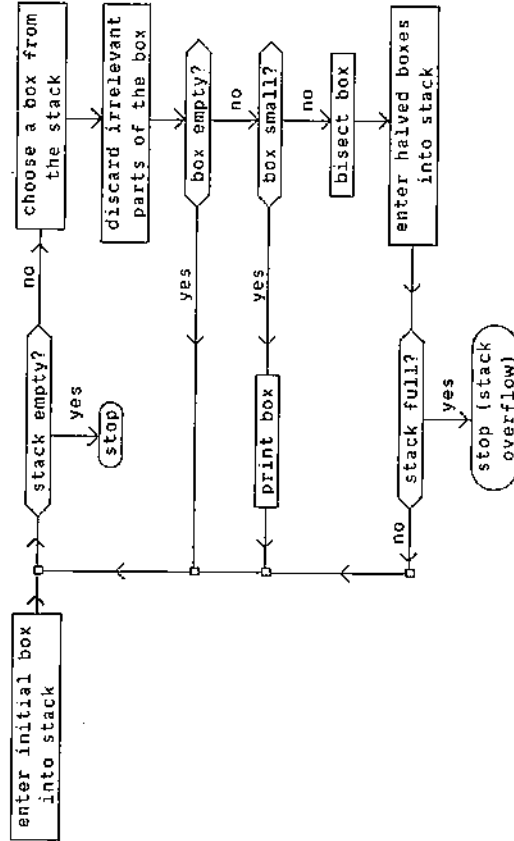 enter initial box
into stack
stack empty?
yes
stop
no
choose a box from
the stack
discard irrelevant
parts of the box
box empty?
yes
no
box small?
yes
no
print box
bisect box
enter halved boxes
into stack
stack full?
no
yes
stop (stack
overflow)